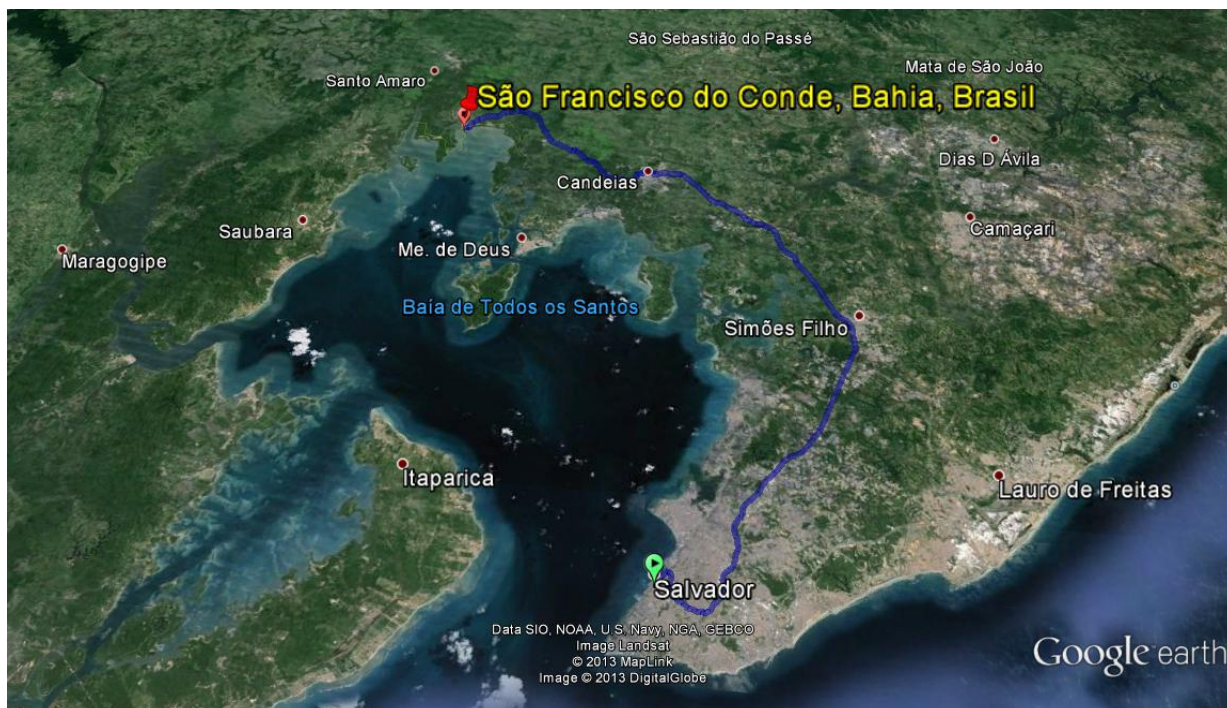 São Sebastião do Passé
Mata de São João
Santo Amaro
São Francisco do Conde, Bahia, Brasil
Dias D Ávila
Candeias
Camaçari
Saubara
Me. de Deus
Maragogipe
Baía de Todos os Santos
Simões Filho
Itaparica
Lauro de Freitas
Salvador
Data SIO, NOAA, U.S. Navy, NGA, GEBCO
Image Landsat
© 2013 MapLink
Image © 2013 DigitalGlobe
Google earth